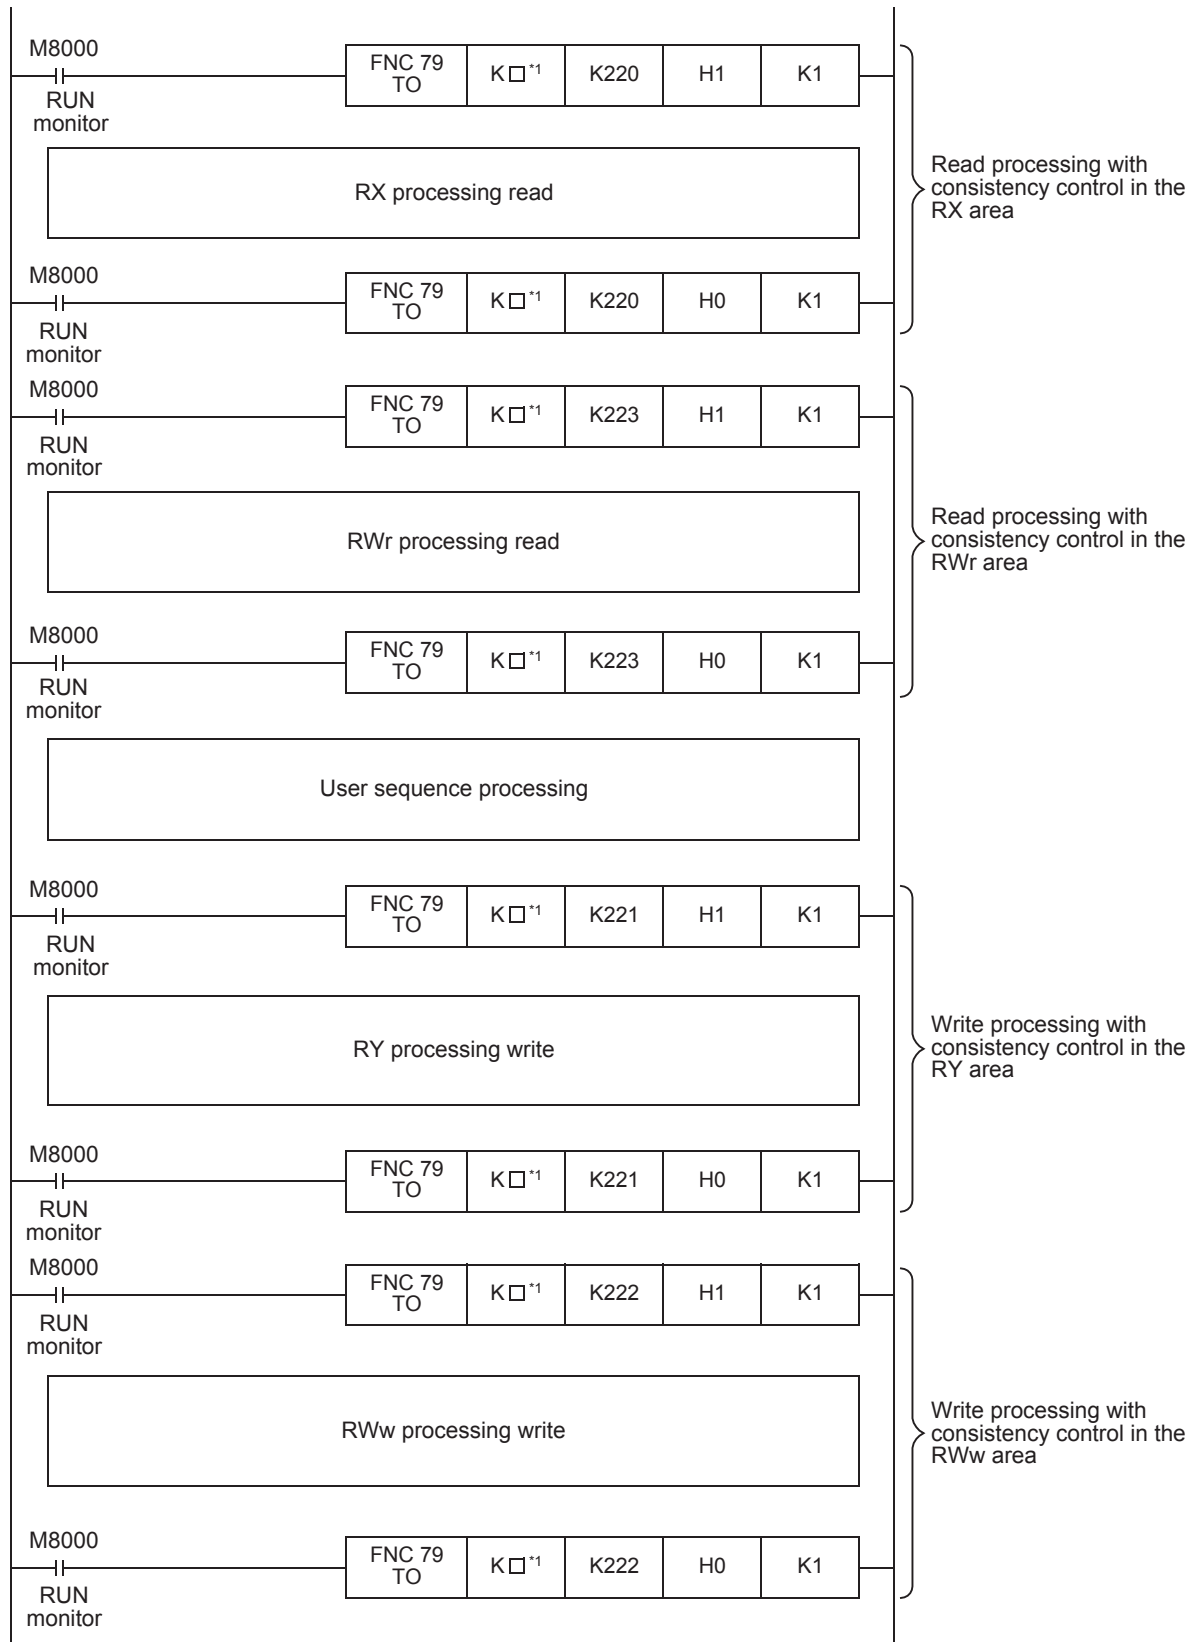 M8000
RUN
monitor
FNC 79
TO
K□*1
K220
H1
K1
RX processing read
Read processing with
consistency control in the
RX area
M8000
RUN
monitor
FNC 79
TO
K□*1
K220
H0
K1
M8000
RUN
monitor
FNC 79
TO
K□*1
K223
H1
K1
RWr processing read
Read processing with
consistency control in the
RWr area
M8000
RUN
monitor
FNC 79
TO
K□*1
K223
H0
K1
User sequence processing
M8000
RUN
monitor
FNC 79
TO
K□*1
K221
H1
K1
RY processing write
Write processing with
consistency control in the
RY area
M8000
RUN
monitor
FNC 79
TO
K□*1
K221
H0
K1
M8000
RUN
monitor
FNC 79
TO
K□*1
K222
H1
K1
RWw processing write
Write processing with
consistency control in the
RWw area
M8000
RUN
monitor
FNC 79
TO
K□*1
K222
H0
K1